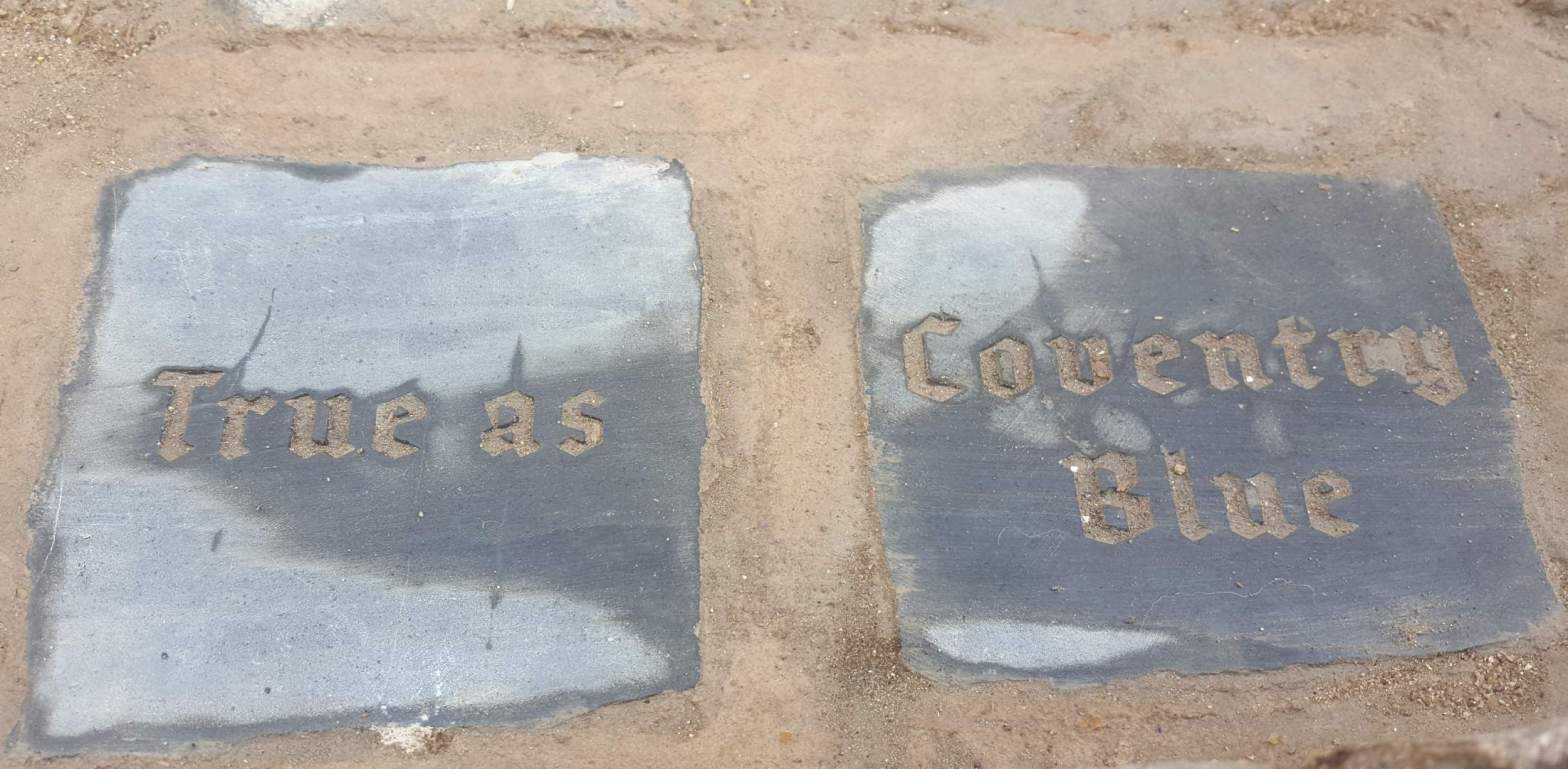 True as
Coventry
Blue